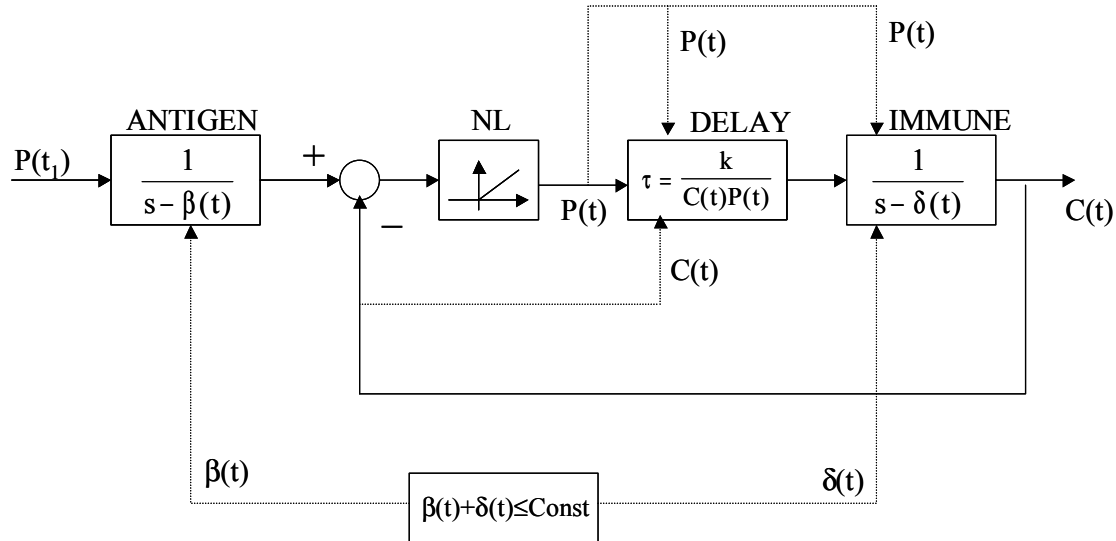 P(t)
P(t)
ANTIGEN
NL
DELAY
IMMUNE
P(t₁)
1
s − β(t)
+
−
P(t)
τ = k
C(t)P(t)
1
s − δ(t)
C(t)
C(t)
β(t)
δ(t)
β(t)+δ(t)≤Const